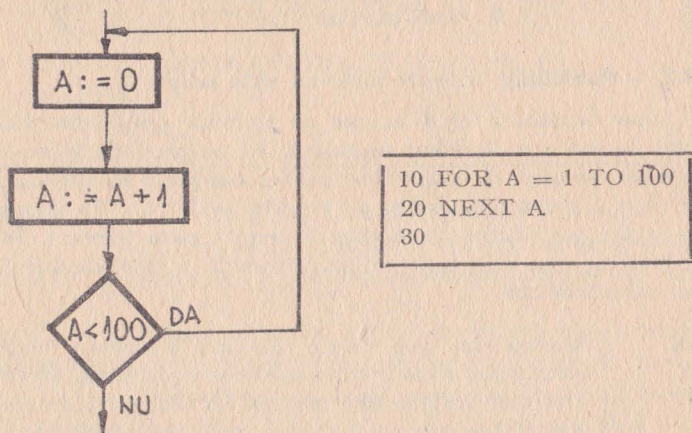 A := 0
A := A + 1
A < 100
DA
NU
10 FOR A = 1 TO 100
20 NEXT A
30